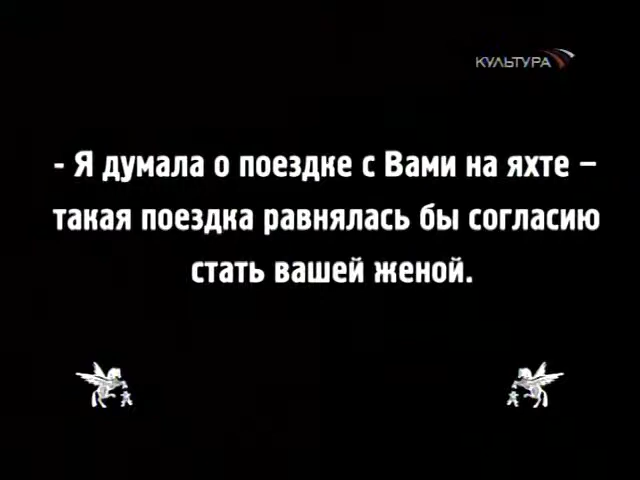 КУЛЬТУРА
- Я думала о поездке с Вами на яхте –
такая поездка равнялась бы согласию
стать вашей женой.